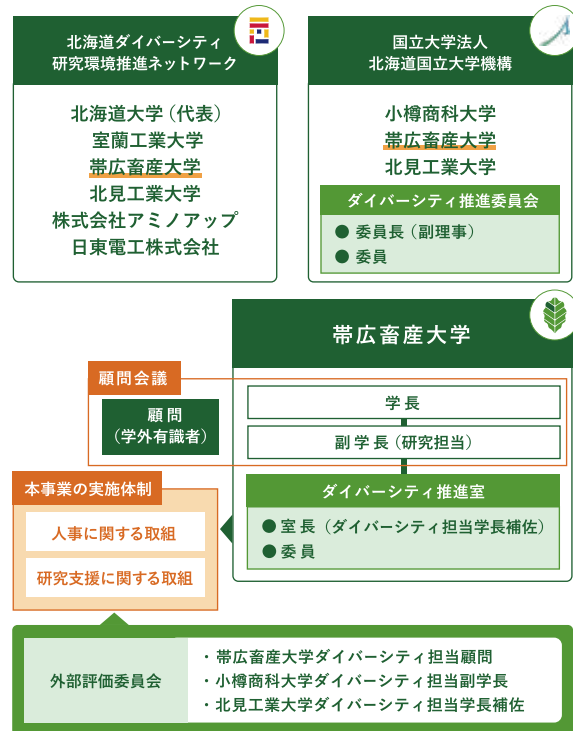 北海道ダイバーシティ
研究環境推進ネットワーク
北海道大学（代表）
室蘭工業大学
帯広畜産大学
北見工業大学
株式会社アミノアップ
日東電工株式会社
国立大学法人
北海道国立大学機構
小樽商科大学
帯広畜産大学
北見工業大学
ダイバーシティ推進委員会
● 委員長（副理事）
● 委員
帯広畜産大学
顧問会議
顧問
（学外有識者）
学長
副学長（研究担当）
本事業の実施体制
人事に関する取組
研究支援に関する取組
ダイバーシティ推進室
● 室長（ダイバーシティ担当学長補佐）
● 委員
外部評価委員会
・帯広畜産大学ダイバーシティ担当顧問
・小樽商科大学ダイバーシティ担当副学長
・北見工業大学ダイバーシティ担当学長補佐